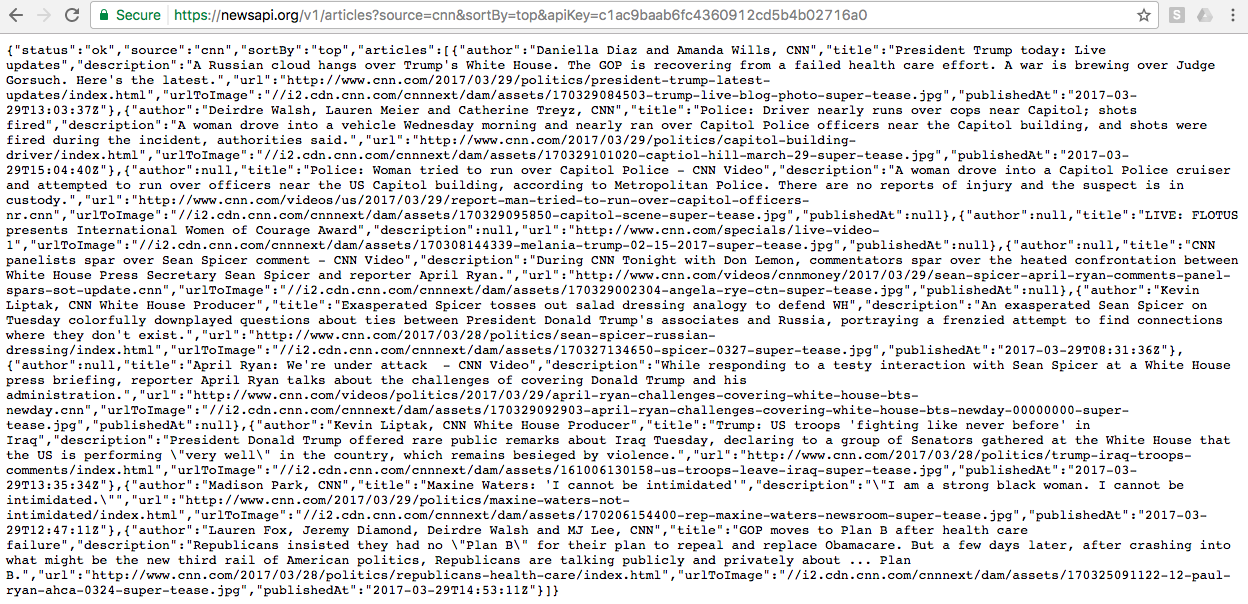 Secure https://newsapi.org/v1/articles?source=cnn&sortBy=top&apiKey=c1ac9baab6fc4360912cd5b4b02716a0
S
{"status":"ok","source":"cnn","sortBy":"top","articles":[{"author":"Daniella Diaz and Amanda Wills, CNN","title":"President Trump today: Live
updates","description":"A Russian cloud hangs over Trump's White House. The GOP is recovering from a failed health care effort. A war is brewing over Judge
Gorsuch. Here's the latest.","url":"http://www.cnn.com/2017/03/29/politics/president-trump-latest-
updates/index.html","urlToImage":"//i2.cdn.cnn.com/cnnnext/dam/assets/170329084503-trump-live-blog-photo-super-tease.jpg","publishedAt":"2017-03-
29T13:03:37Z"},{"author":"Deirdre Walsh, Lauren Meier and Catherine Treyz, CNN","title":"Police: Driver nearly runs over cops near Capitol; shots
fired","description":"A woman drove into a vehicle Wednesday morning and nearly ran over Capitol Police officers near the Capitol building, and shots were
fired during the incident, authorities said.","url":"http://www.cnn.com/2017/03/29/politics/capitol-building-
driver/index.html","urlToImage":"//i2.cdn.cnn.com/cnnnext/dam/assets/170329101020-captiol-hill-march-29-super-tease.jpg","publishedAt":"2017-03-
29T15:04:40Z"},{"author":null,"title":"Police: Woman tried to run over Capitol Police - CNN Video","description":"A woman drove into a Capitol Police cruiser
and attempted to run over officers near the US Capitol building, according to Metropolitan Police. There are no reports of injury and the suspect is in
custody.","url":"http://www.cnn.com/videos/us/2017/03/29/report-man-tried-to-run-over-capitol-officers-
nr.cnn","urlToImage":"//i2.cdn.cnn.com/cnnnext/dam/assets/170329095850-capitol-scene-super-tease.jpg","publishedAt":null},{"author":null,"title":"LIVE: FLOTUS
presents International Women of Courage Award","description":null,"url":"http://www.cnn.com/specials/live-video-
1","urlToImage":"//i2.cdn.cnn.com/cnnnext/dam/assets/170308144339-melania-trump-02-15-2017-super-tease.jpg","publishedAt":null},{"author":null,"title":"CNN
panelists spar over Sean Spicer comment - CNN Video","description":"During CNN Tonight with Don Lemon, commentators spar over the heated confrontation between
White House Press Secretary Sean Spicer and reporter April Ryan.","url":"http://www.cnn.com/videos/cnnmoney/2017/03/29/sean-spicer-april-ryan-comments-panel-
spars-sot-update.cnn","urlToImage":"//i2.cdn.cnn.com/cnnnext/dam/assets/170329002304-angela-rye-ctn-super-tease.jpg","publishedAt":null},{"author":"Kevin
Liptak, CNN White House Producer","title":"Exasperated Spicer tosses out salad dressing analogy to defend WH","description":"An exasperated Sean Spicer on
Tuesday colorfully downplayed questions about ties between President Donald Trump's associates and Russia, portraying a frenzied attempt to find connections
where they don't exist.","url":"http://www.cnn.com/2017/03/28/politics/sean-spicer-russian-
dressing/index.html","urlToImage":"//i2.cdn.cnn.com/cnnnext/dam/assets/170327134650-spicer-0327-super-tease.jpg","publishedAt":"2017-03-29T08:31:36Z"},
{"author":null,"title":"April Ryan: We're under attack  - CNN Video","description":"While responding to a testy interaction with Sean Spicer at a White House
press briefing, reporter April Ryan talks about the challenges of covering Donald Trump and his
administration.","url":"http://www.cnn.com/videos/politics/2017/03/29/april-ryan-challenges-covering-white-house-bts-
newday.cnn","urlToImage":"//i2.cdn.cnn.com/cnnnext/dam/assets/170329092903-april-ryan-challenges-covering-white-house-bts-newday-00000000-super-
tease.jpg","publishedAt":null},{"author":"Kevin Liptak, CNN White House Producer","title":"Trump: US troops 'fighting like never before' in
Iraq","description":"President Donald Trump offered rare public remarks about Iraq Tuesday, declaring to a group of Senators gathered at the White House that
the US is performing \"very well\" in the country, which remains besieged by violence.","url":"http://www.cnn.com/2017/03/28/politics/trump-iraq-troops-
comments/index.html","urlToImage":"//i2.cdn.cnn.com/cnnnext/dam/assets/161006130158-us-troops-leave-iraq-super-tease.jpg","publishedAt":"2017-03-
29T13:35:34Z"},{"author":"Madison Park, CNN","title":"Maxine Waters: 'I cannot be intimidated'","description":"\"I am a strong black woman. I cannot be
intimidated.\"","url":"http://www.cnn.com/2017/03/29/politics/maxine-waters-not-
intimidated/index.html","urlToImage":"//i2.cdn.cnn.com/cnnnext/dam/assets/170206154400-rep-maxine-waters-newsroom-super-tease.jpg","publishedAt":"2017-03-
29T12:47:11Z"},{"author":"Lauren Fox, Jeremy Diamond, Deirdre Walsh and MJ Lee, CNN","title":"GOP moves to Plan B after health care
failure","description":"Republicans insisted they had no \"Plan B\" for their plan to repeal and replace Obamacare. But a few days later, after crashing into
what might be the new third rail of American politics, Republicans are talking publicly and privately about ... Plan
B.","url":"http://www.cnn.com/2017/03/28/politics/republicans-health-care/index.html","urlToImage":"//i2.cdn.cnn.com/cnnnext/dam/assets/170325091122-12-paul-
ryan-ahca-0324-super-tease.jpg","publishedAt":"2017-03-29T14:53:11Z"}]}